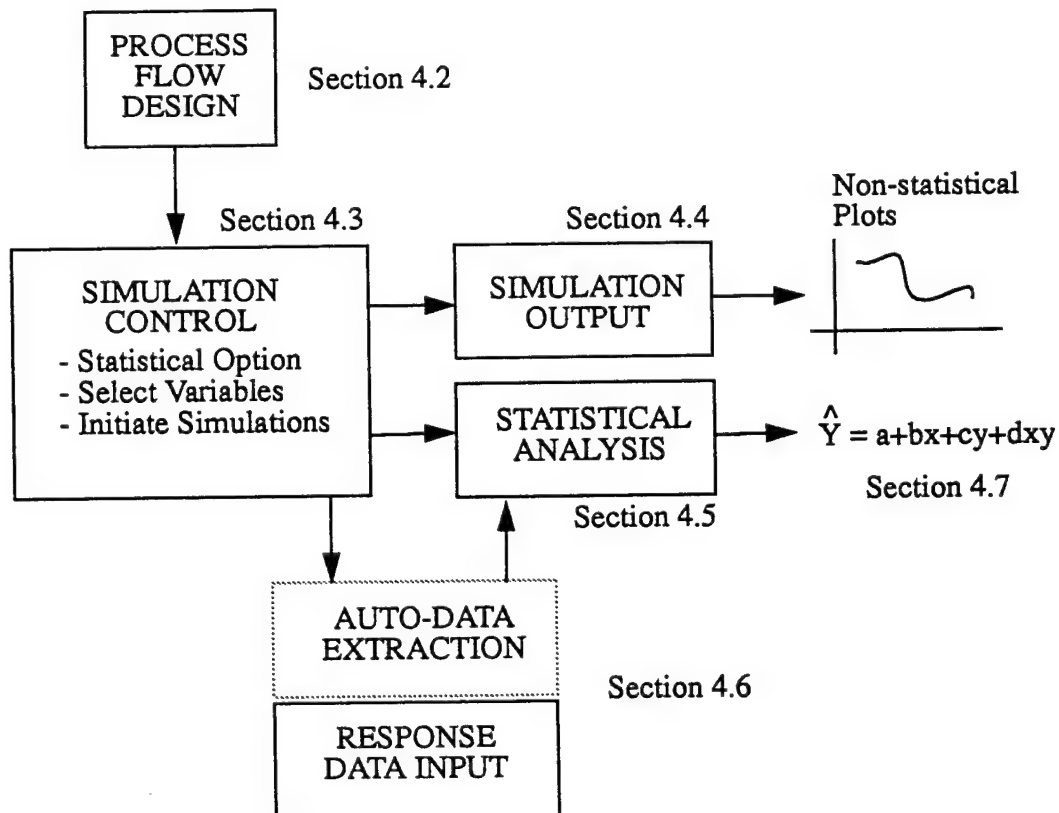 PROCESS
FLOW
DESIGN
Section 4.2
Section 4.3
SIMULATION
CONTROL
- Statistical Option
- Select Variables
- Initiate Simulations
Section 4.4
SIMULATION
OUTPUT
Non-statistical
Plots
STATISTICAL
ANALYSIS
Section 4.5
Ŷ = a+bx+cy+dxy
Section 4.7
AUTO-DATA
EXTRACTION
Section 4.6
RESPONSE
DATA INPUT